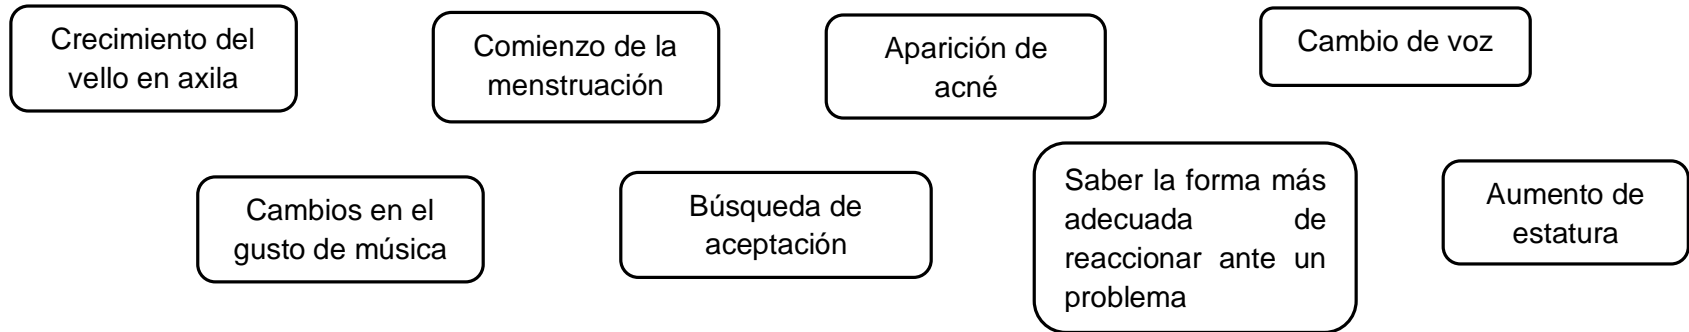 Crecimiento del
vello en axila
Comienzo de la
menstruación
Aparición de
acné
Cambio de voz
Cambios en el
gusto de música
Búsqueda de
aceptación
Saber la forma más
adecuada de
reaccionar ante un
problema
Aumento de
estatura